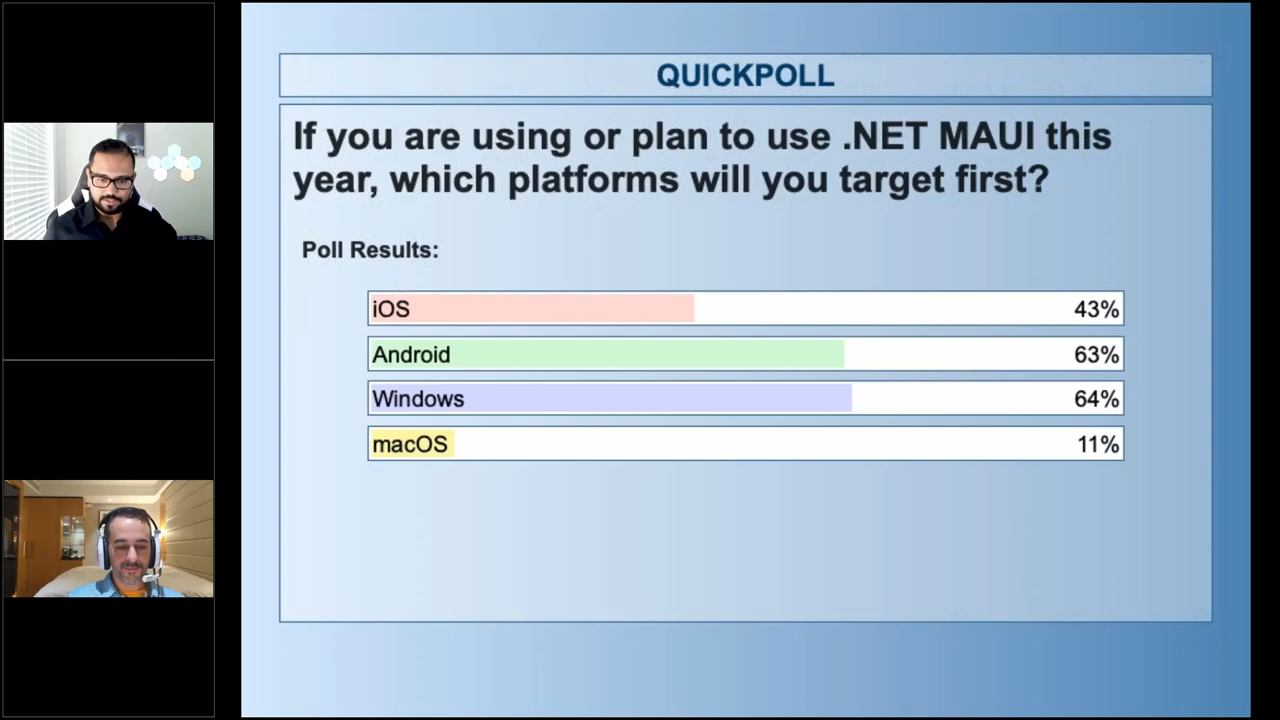 QUICKPOLL
If you are using or plan to use .NET MAUI this
year, which platforms will you target first?
Poll Results:
iOS 43%
Android 63%
Windows 64%
macOS 11%